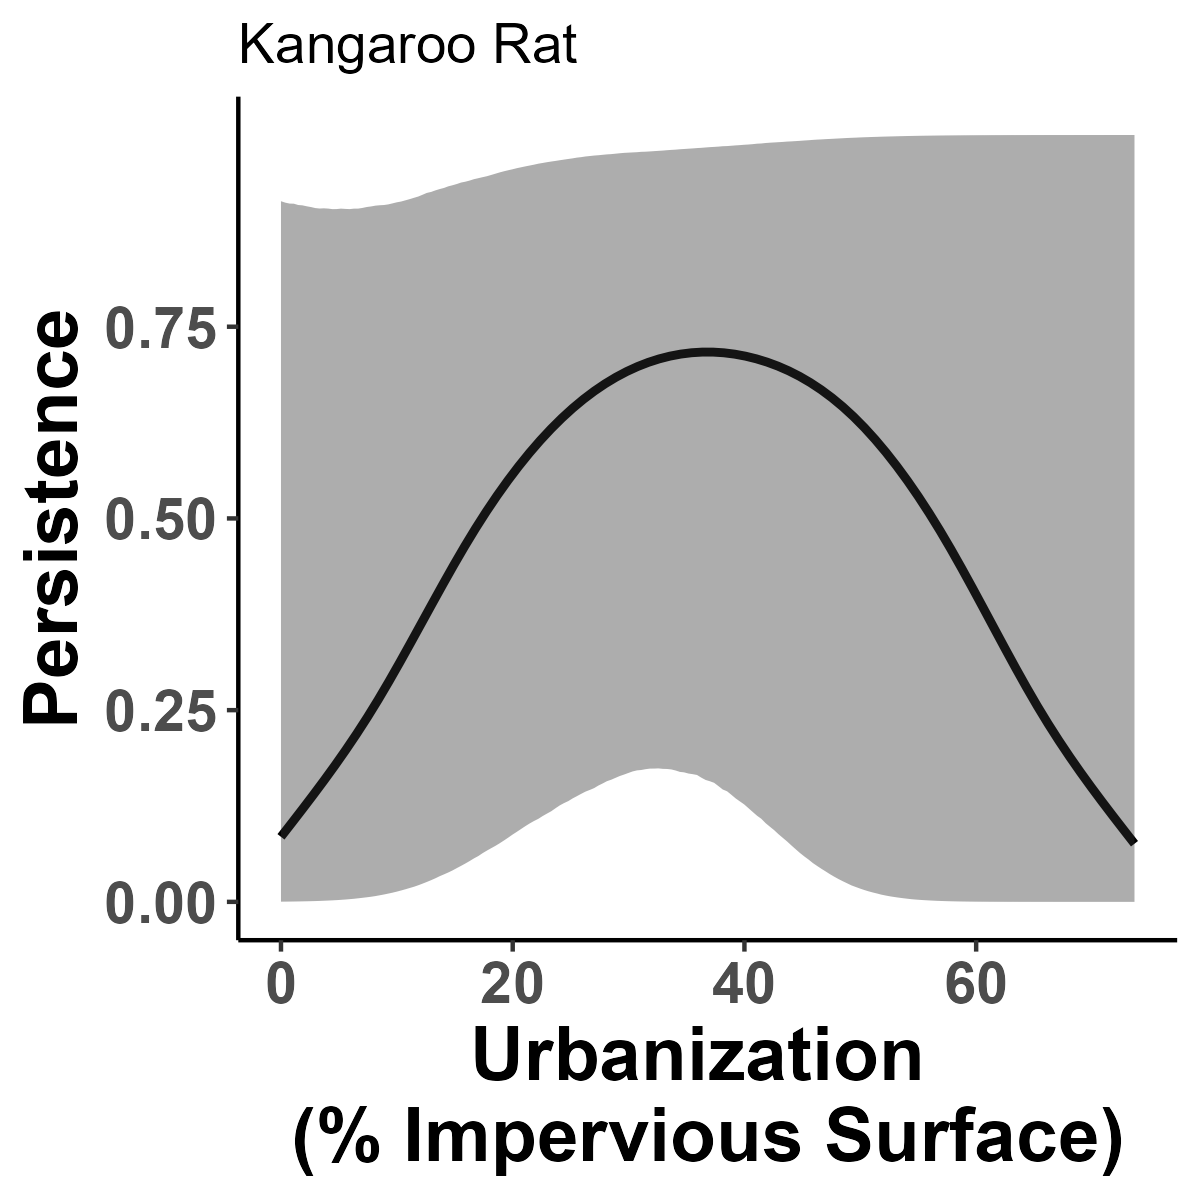 Kangaroo Rat
Persistence
0.75
0.50
0.25
0.00
0 20 40 60
Urbanization
(% Impervious Surface)